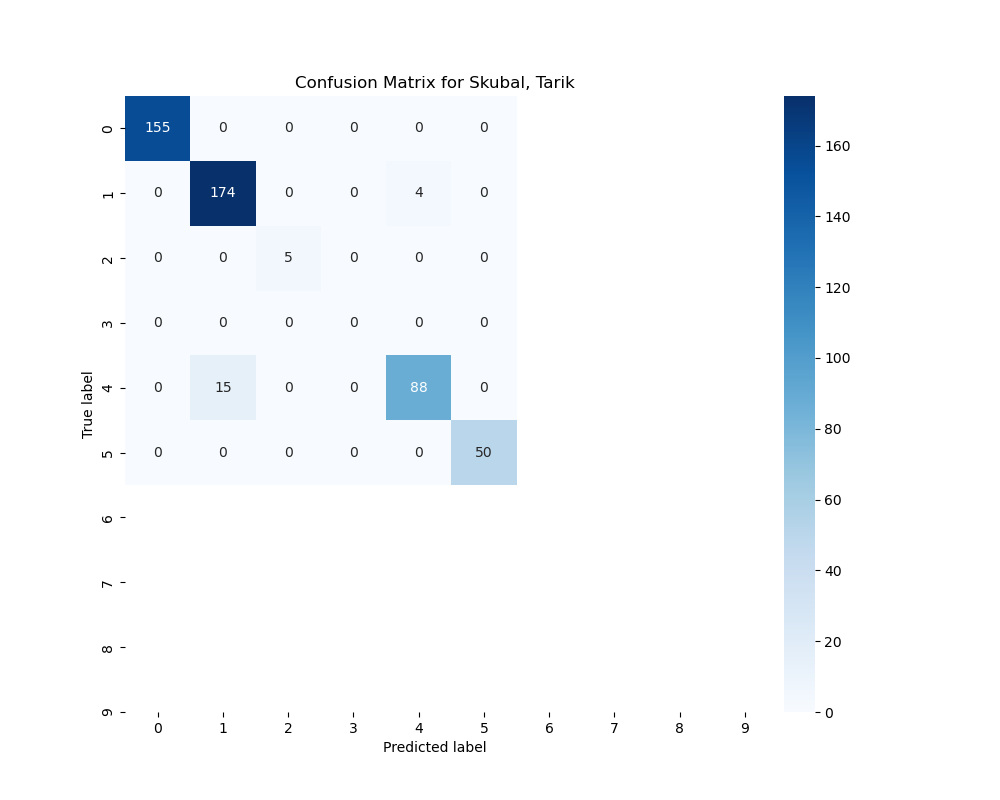 Confusion Matrix for Skubal, Tarik
0 155 0 0 0 0 0
1 0 174 0 0 4 0
2 0 0 5 0 0 0
3 0 0 0 0 0 0
4 0 15 0 0 88 0
5 0 0 0 0 0 50
6
7
8
9
True label
0 1 2 3 4 5 6 7 8 9
Predicted label
160
140
120
100
80
60
40
20
0